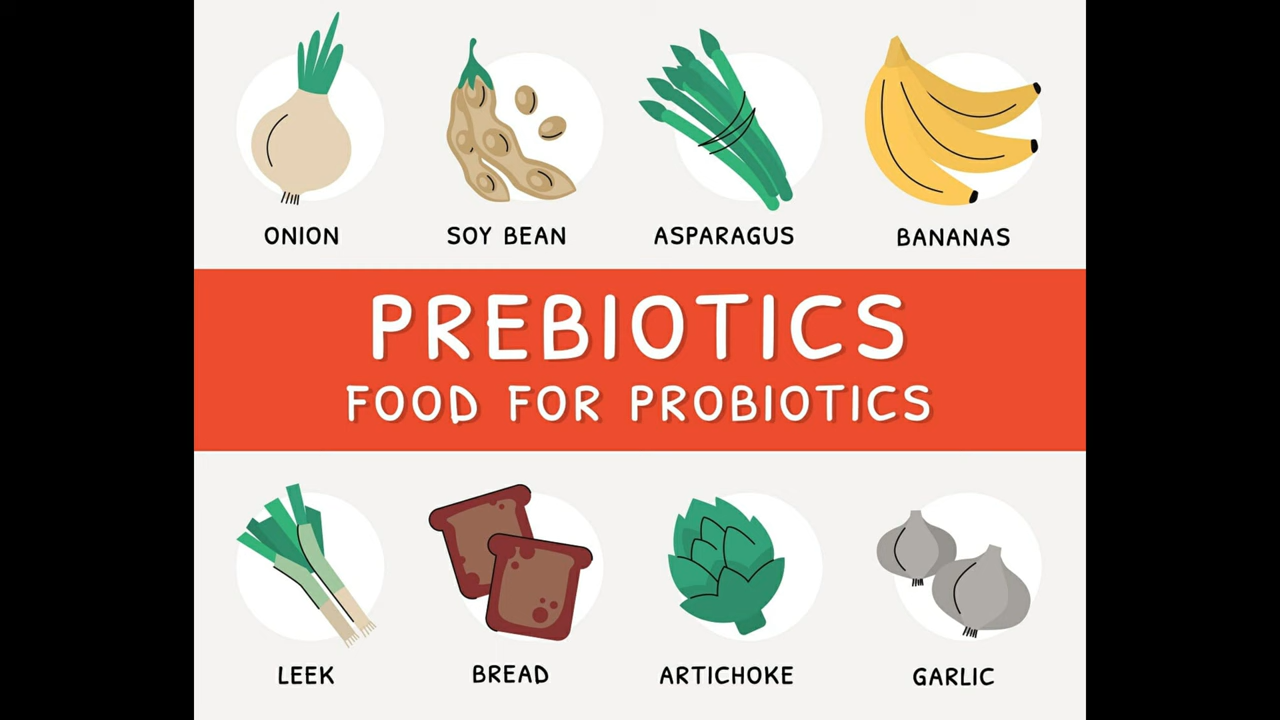 ONION
SOY BEAN
ASPARAGUS
BANANAS
PREBIOTICS
FOOD FOR PROBIOTICS
LEEK
BREAD
ARTICHOKE
GARLIC